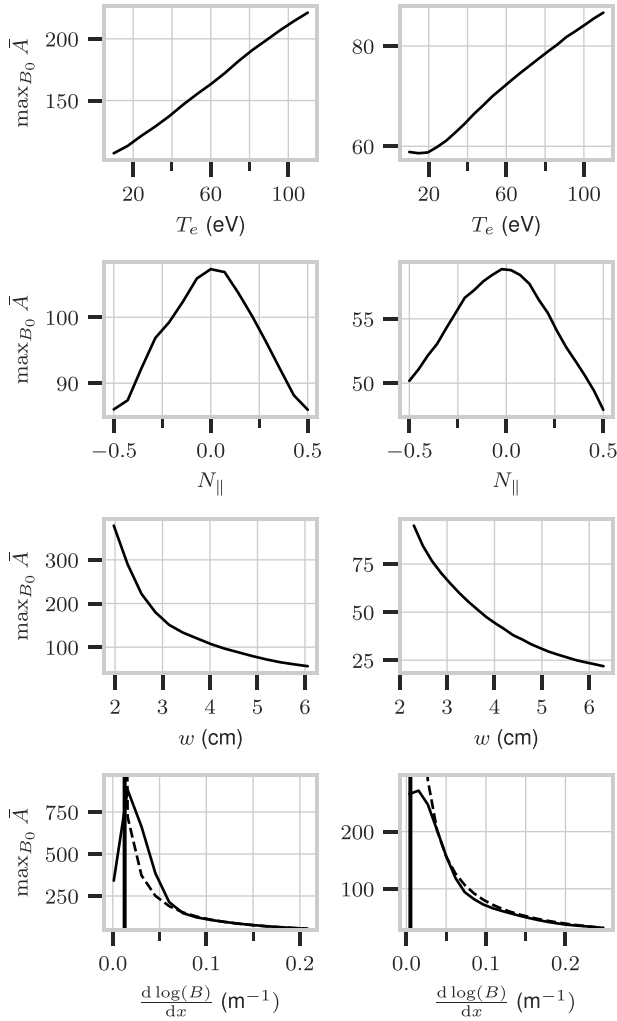 max_{B_0} Ā
200
150
20 60 100
T_e (eV)
80
60
20 60 100
T_e (eV)
max_{B_0} Ā
100
90
−0.5 0.0 0.5
N_∥
55
50
−0.5 0.0 0.5
N_∥
max_{B_0} Ā
300
200
100
2 3 4 5 6
w (cm)
75
50
25
2 3 4 5 6
w (cm)
max_{B_0} Ā
750
500
250
0.0 0.1 0.2
d log(B)/dx (m⁻¹)
200
100
0.0 0.1 0.2
d log(B)/dx (m⁻¹)